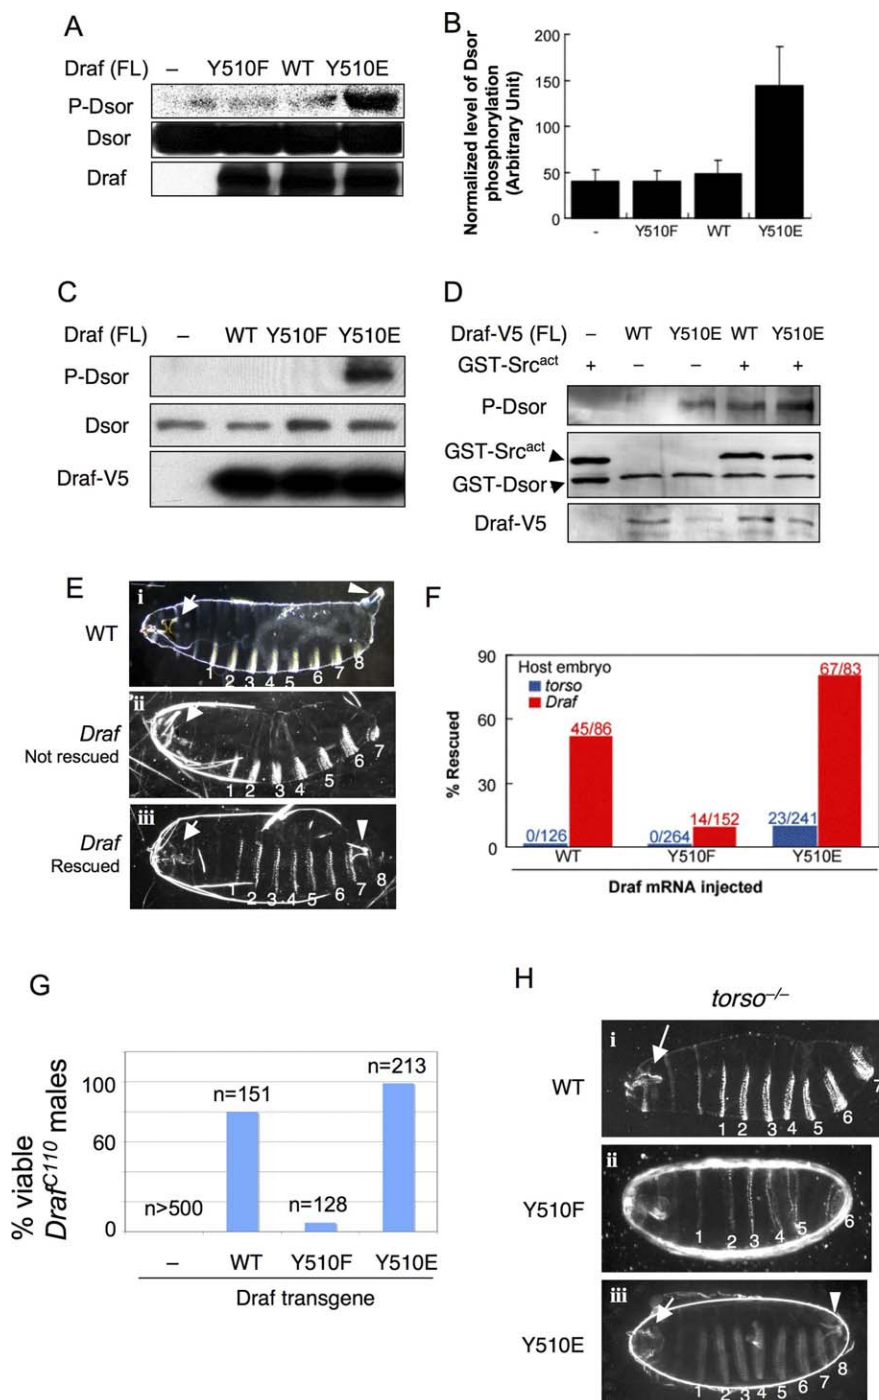 A
Draf (FL) – Y510F WT Y510E
P-Dsor
Dsor
Draf
B
Normalized level of Dsor
phosphorylation
(Arbitrary Unit)
200
150
100
50
0
- Y510F WT Y510E
C
Draf (FL) – WT Y510F Y510E
P-Dsor
Dsor
Draf-V5
D
Draf-V5 (FL) – WT Y510E WT Y510E
GST-Srcact + – – + +
P-Dsor
GST-Srcact
GST-Dsor
Draf-V5
E
i
WT
1 2 3 4 5 6 7 8
ii
Draf
Not rescued
1 2 3 4 5 6 7
iii
Draf
Rescued
1 2 3 4 5 6 7 8
F
% Rescued
90
60
30
0
Host embryo
torso
Draf
0/126 45/86 0/264 14/152 23/241 67/83
WT Y510F Y510E
Draf mRNA injected
G
% viable
DrafC110 males
100
60
0
n>500 n=151 n=128 n=213
– WT Y510F Y510E
Draf transgene
H
torso–/–
i
WT
1 2 3 4 5 6 7
ii
Y510F
1 2 3 4 5 6
iii
Y510E
1 2 3 4 5 6 7 8